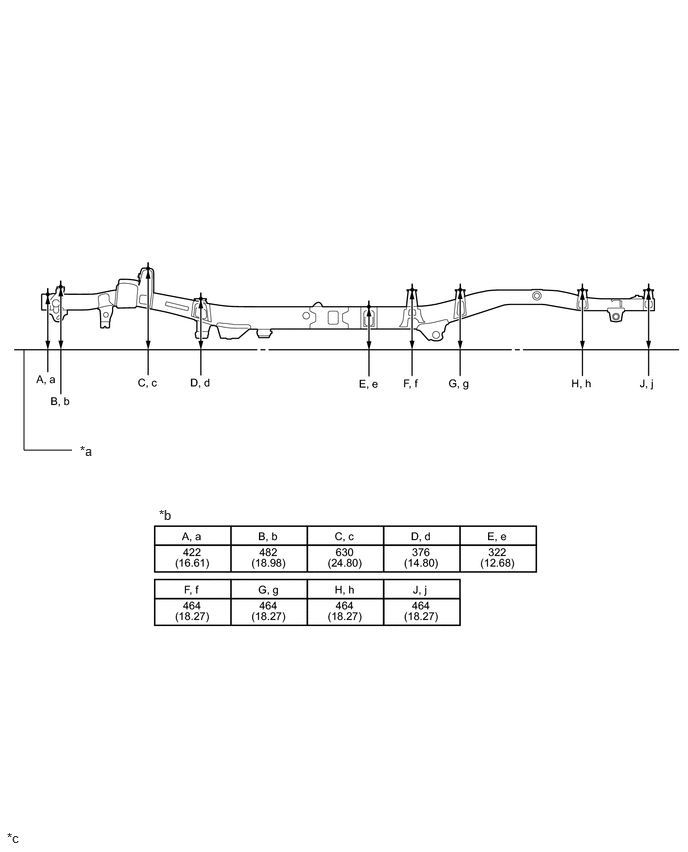 A, a
B, b
C, c
D, d
E, e
F, f
G, g
H, h
J, j
*a
*b
A, a B, b C, c D, d E, e
422 482 630 376 322
(16.61) (18.98) (24.80) (14.80) (12.68)
F, f G, g H, h J, j
464 464 464 464
(18.27) (18.27) (18.27) (18.27)
*c